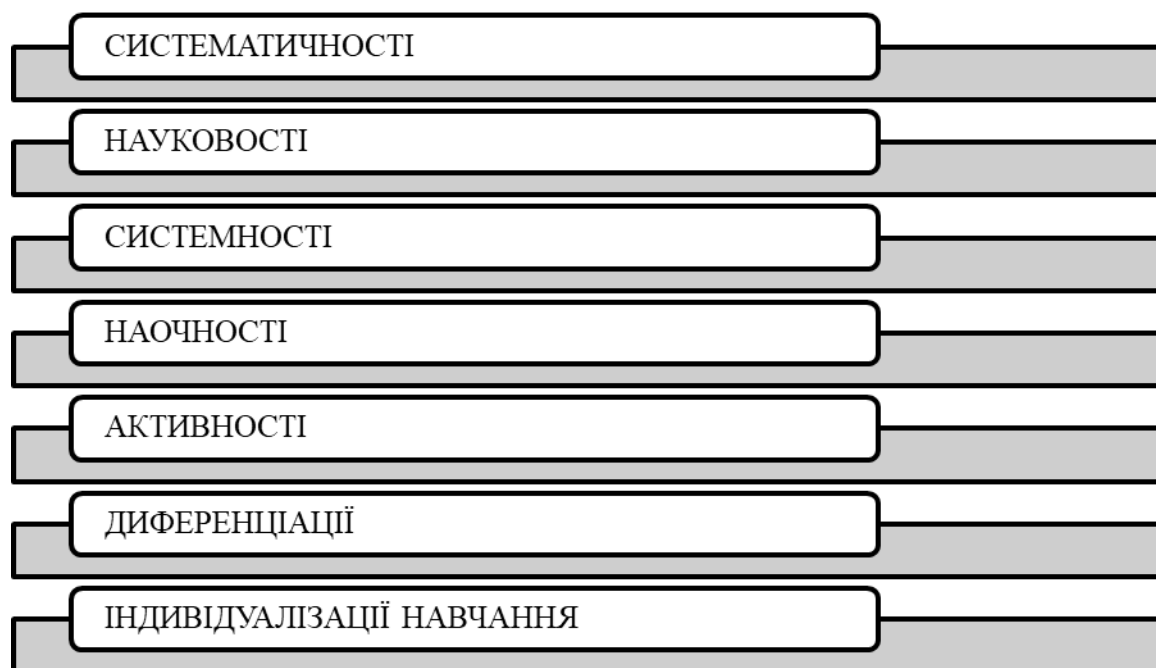 СИСТЕМАТИЧНОСТІ
НАУКОВОСТІ
СИСТЕМНОСТІ
НАОЧНОСТІ
АКТИВНОСТІ
ДИФЕРЕНЦІАЦІЇ
ІНДИВІДУАЛІЗАЦІЇ НАВЧАННЯ